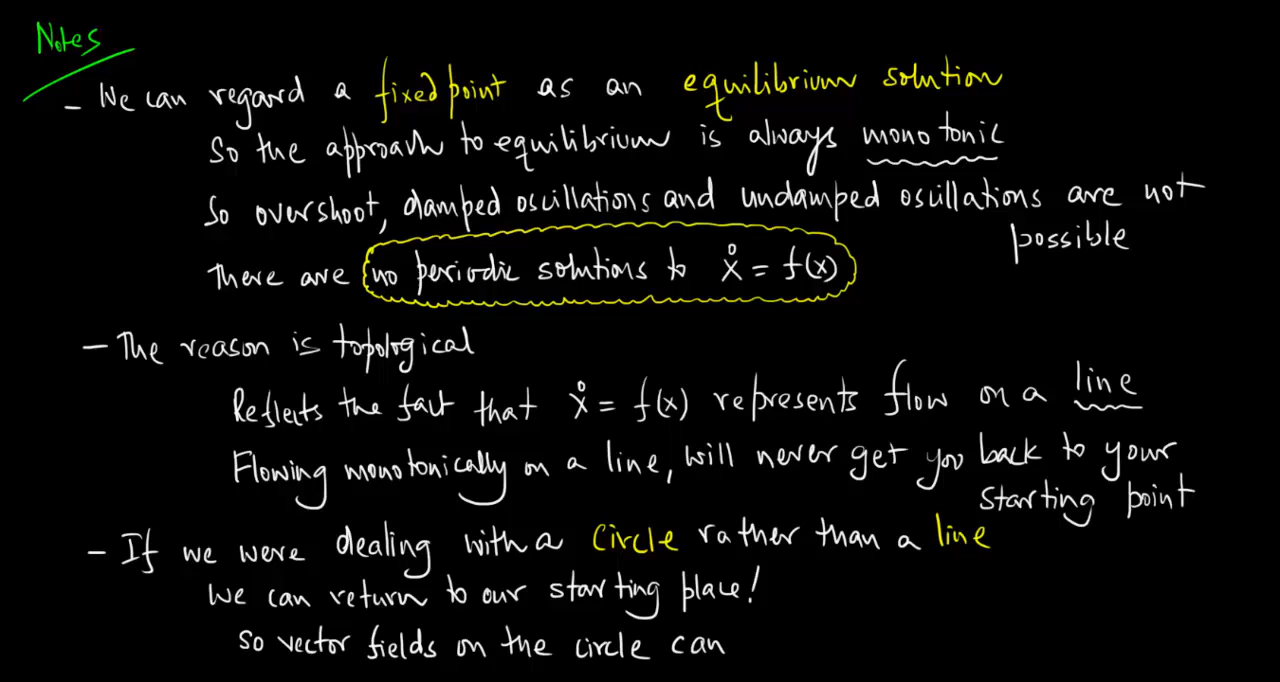 Notes
- We can regard a fixed point as an equilibrium solution
So the approach to equilibrium is always monotonic
So overshoot, damped oscillations and undamped oscillations are not
possible
There are no periodic solutions to ẋ = f(x)
- The reason is topological
Reflects the fact that ẋ = f(x) represents flow on a line
Flowing monotonically on a line, will never get you back to your
starting point
- If we were dealing with a circle rather than a line
We can return to our starting place!
So vector fields on the circle can